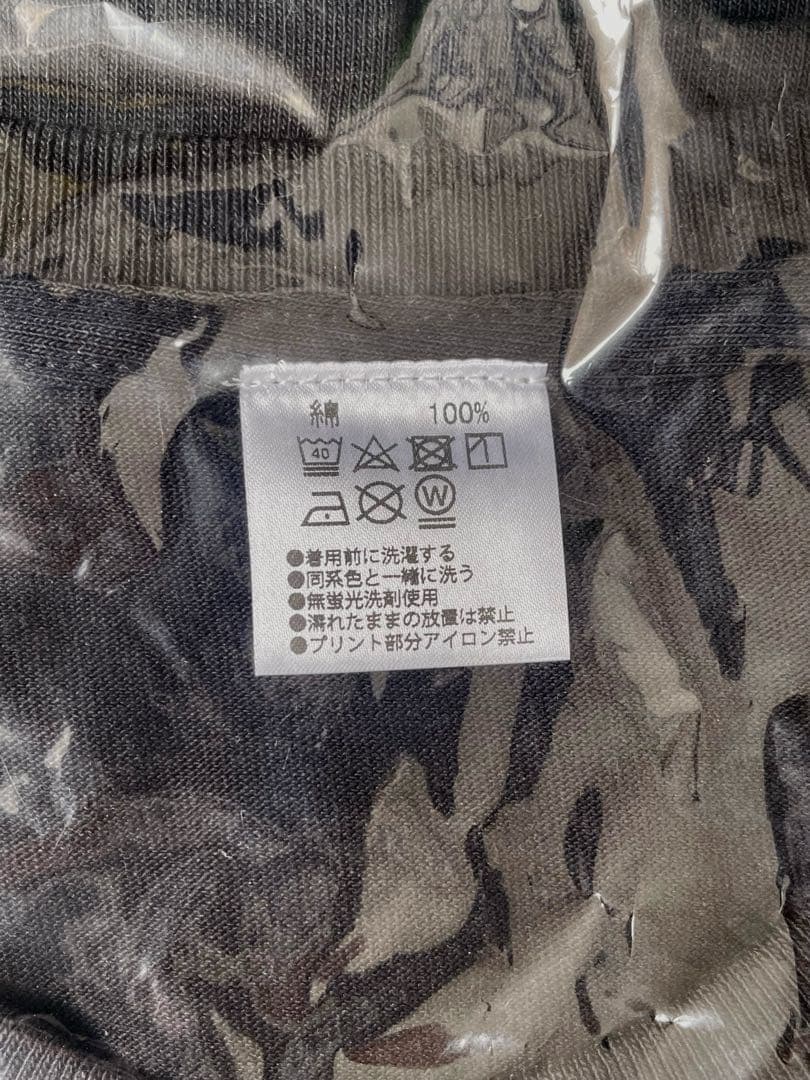 綿 100%
40
W
●着用前に洗濯する
●同系色と一緒に洗う
●無蛍光洗剤使用
●濡れたままの放置は禁止
●プリント部分アイロン禁止